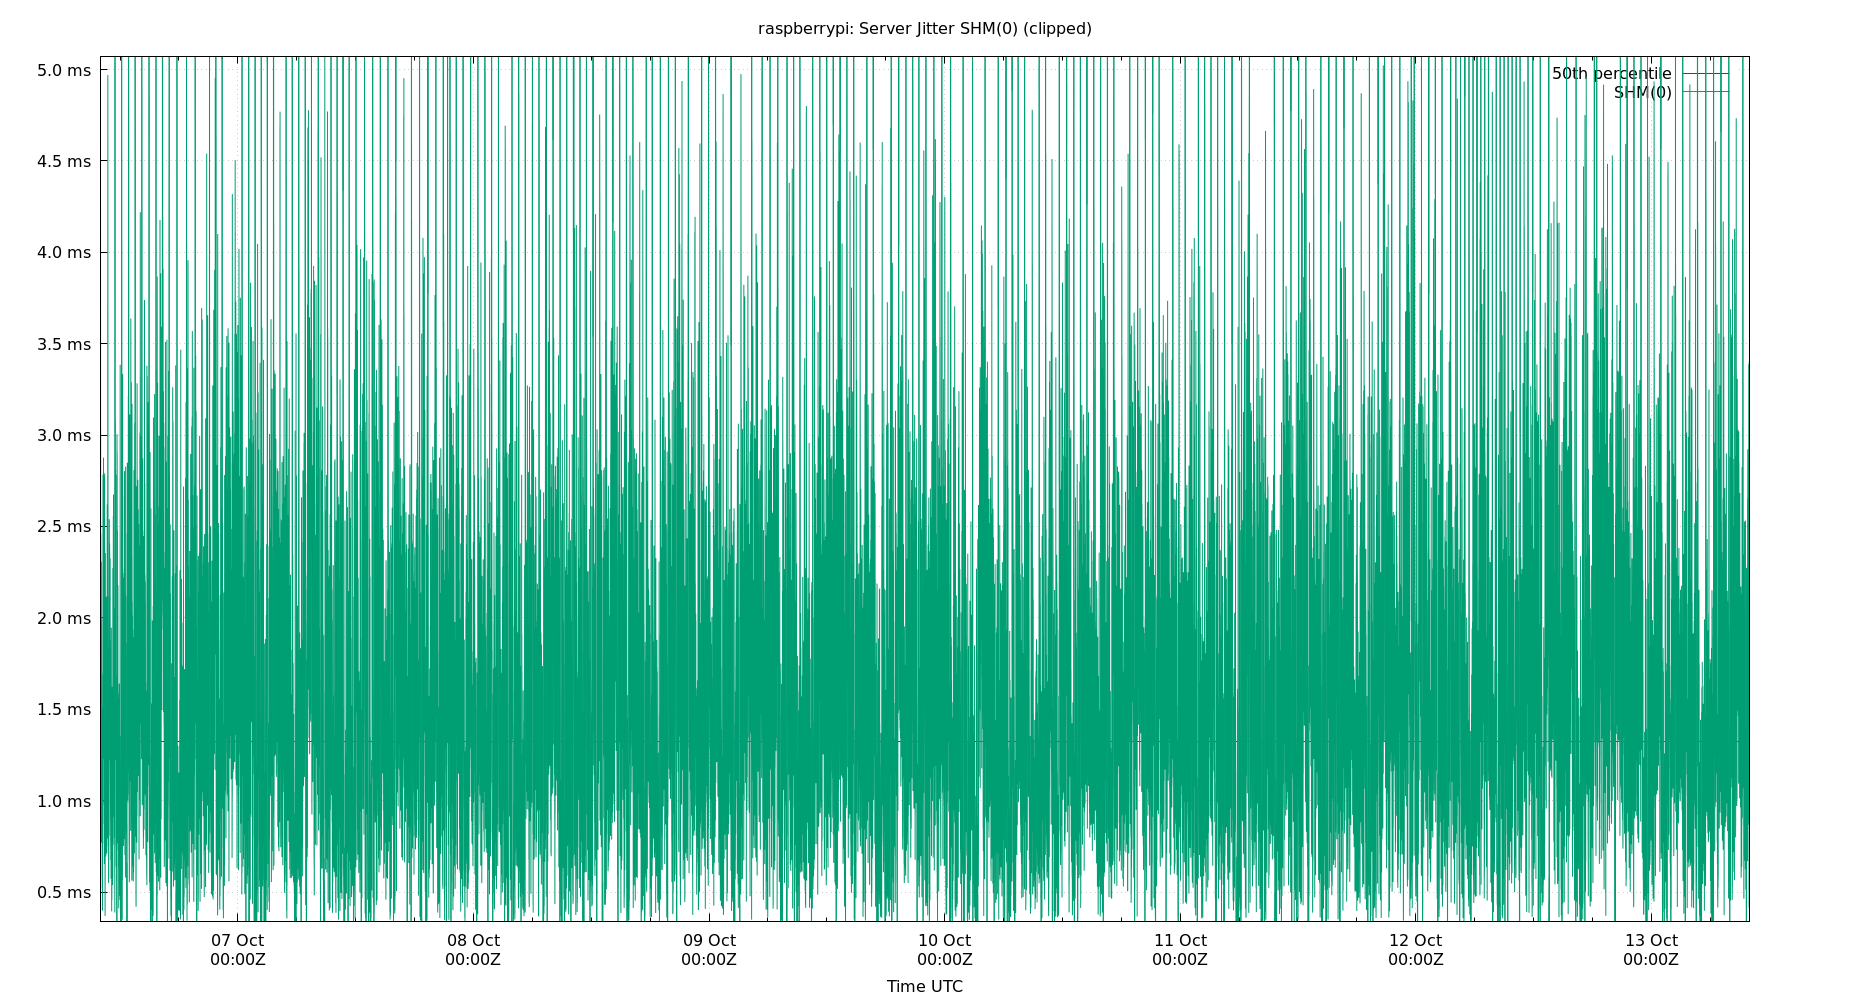 raspberrypi: Server Jitter SHM(0) (clipped)
50th percentile
SHM(0)
5.0 ms
4.5 ms
4.0 ms
3.5 ms
3.0 ms
2.5 ms
2.0 ms
1.5 ms
1.0 ms
0.5 ms
07 Oct 08 Oct 09 Oct 10 Oct 11 Oct 12 Oct 13 Oct
00:00Z 00:00Z 00:00Z 00:00Z 00:00Z 00:00Z 00:00Z
Time UTC